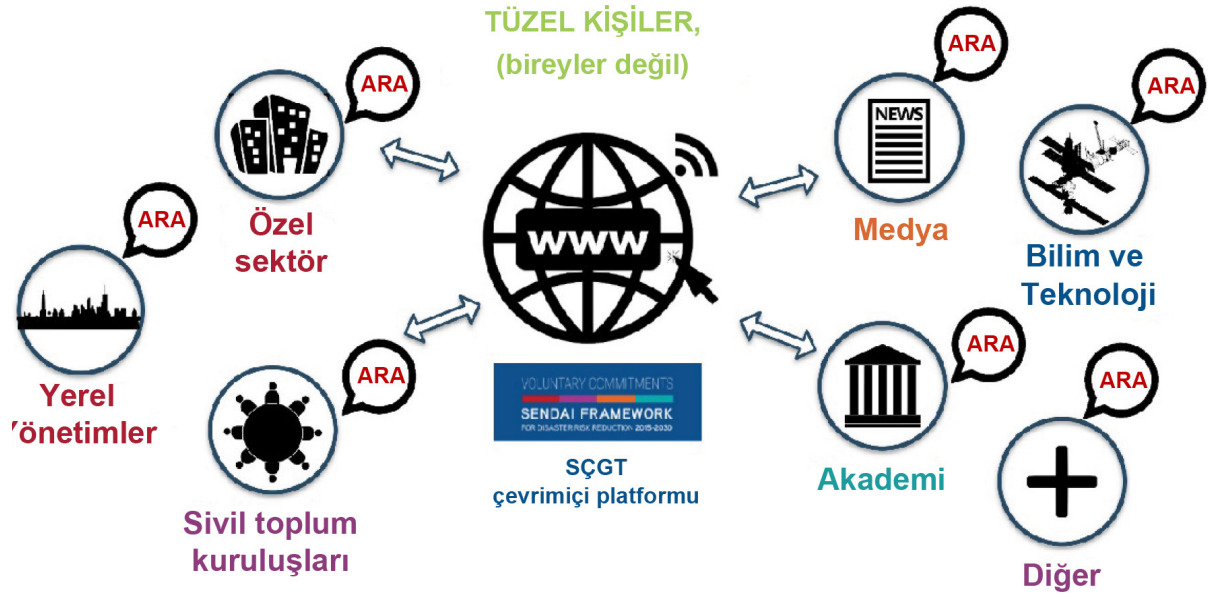 TÜZEL KİŞİLER,
(bireyler değil)
ARA
Özel
sektör
ARA
Yerel
Yönetimler
ARA
Sivil toplum
kuruluşları
WWW
VOLUNTARY COMMITMENTS
SENDAI FRAMEWORK
FOR DISASTER RISK REDUCTION 2015-2030
SÇGT
çevrimiçi platformu
ARA
NEWS
Medya
ARA
Bilim ve
Teknoloji
ARA
Akademi
ARA
Diğer